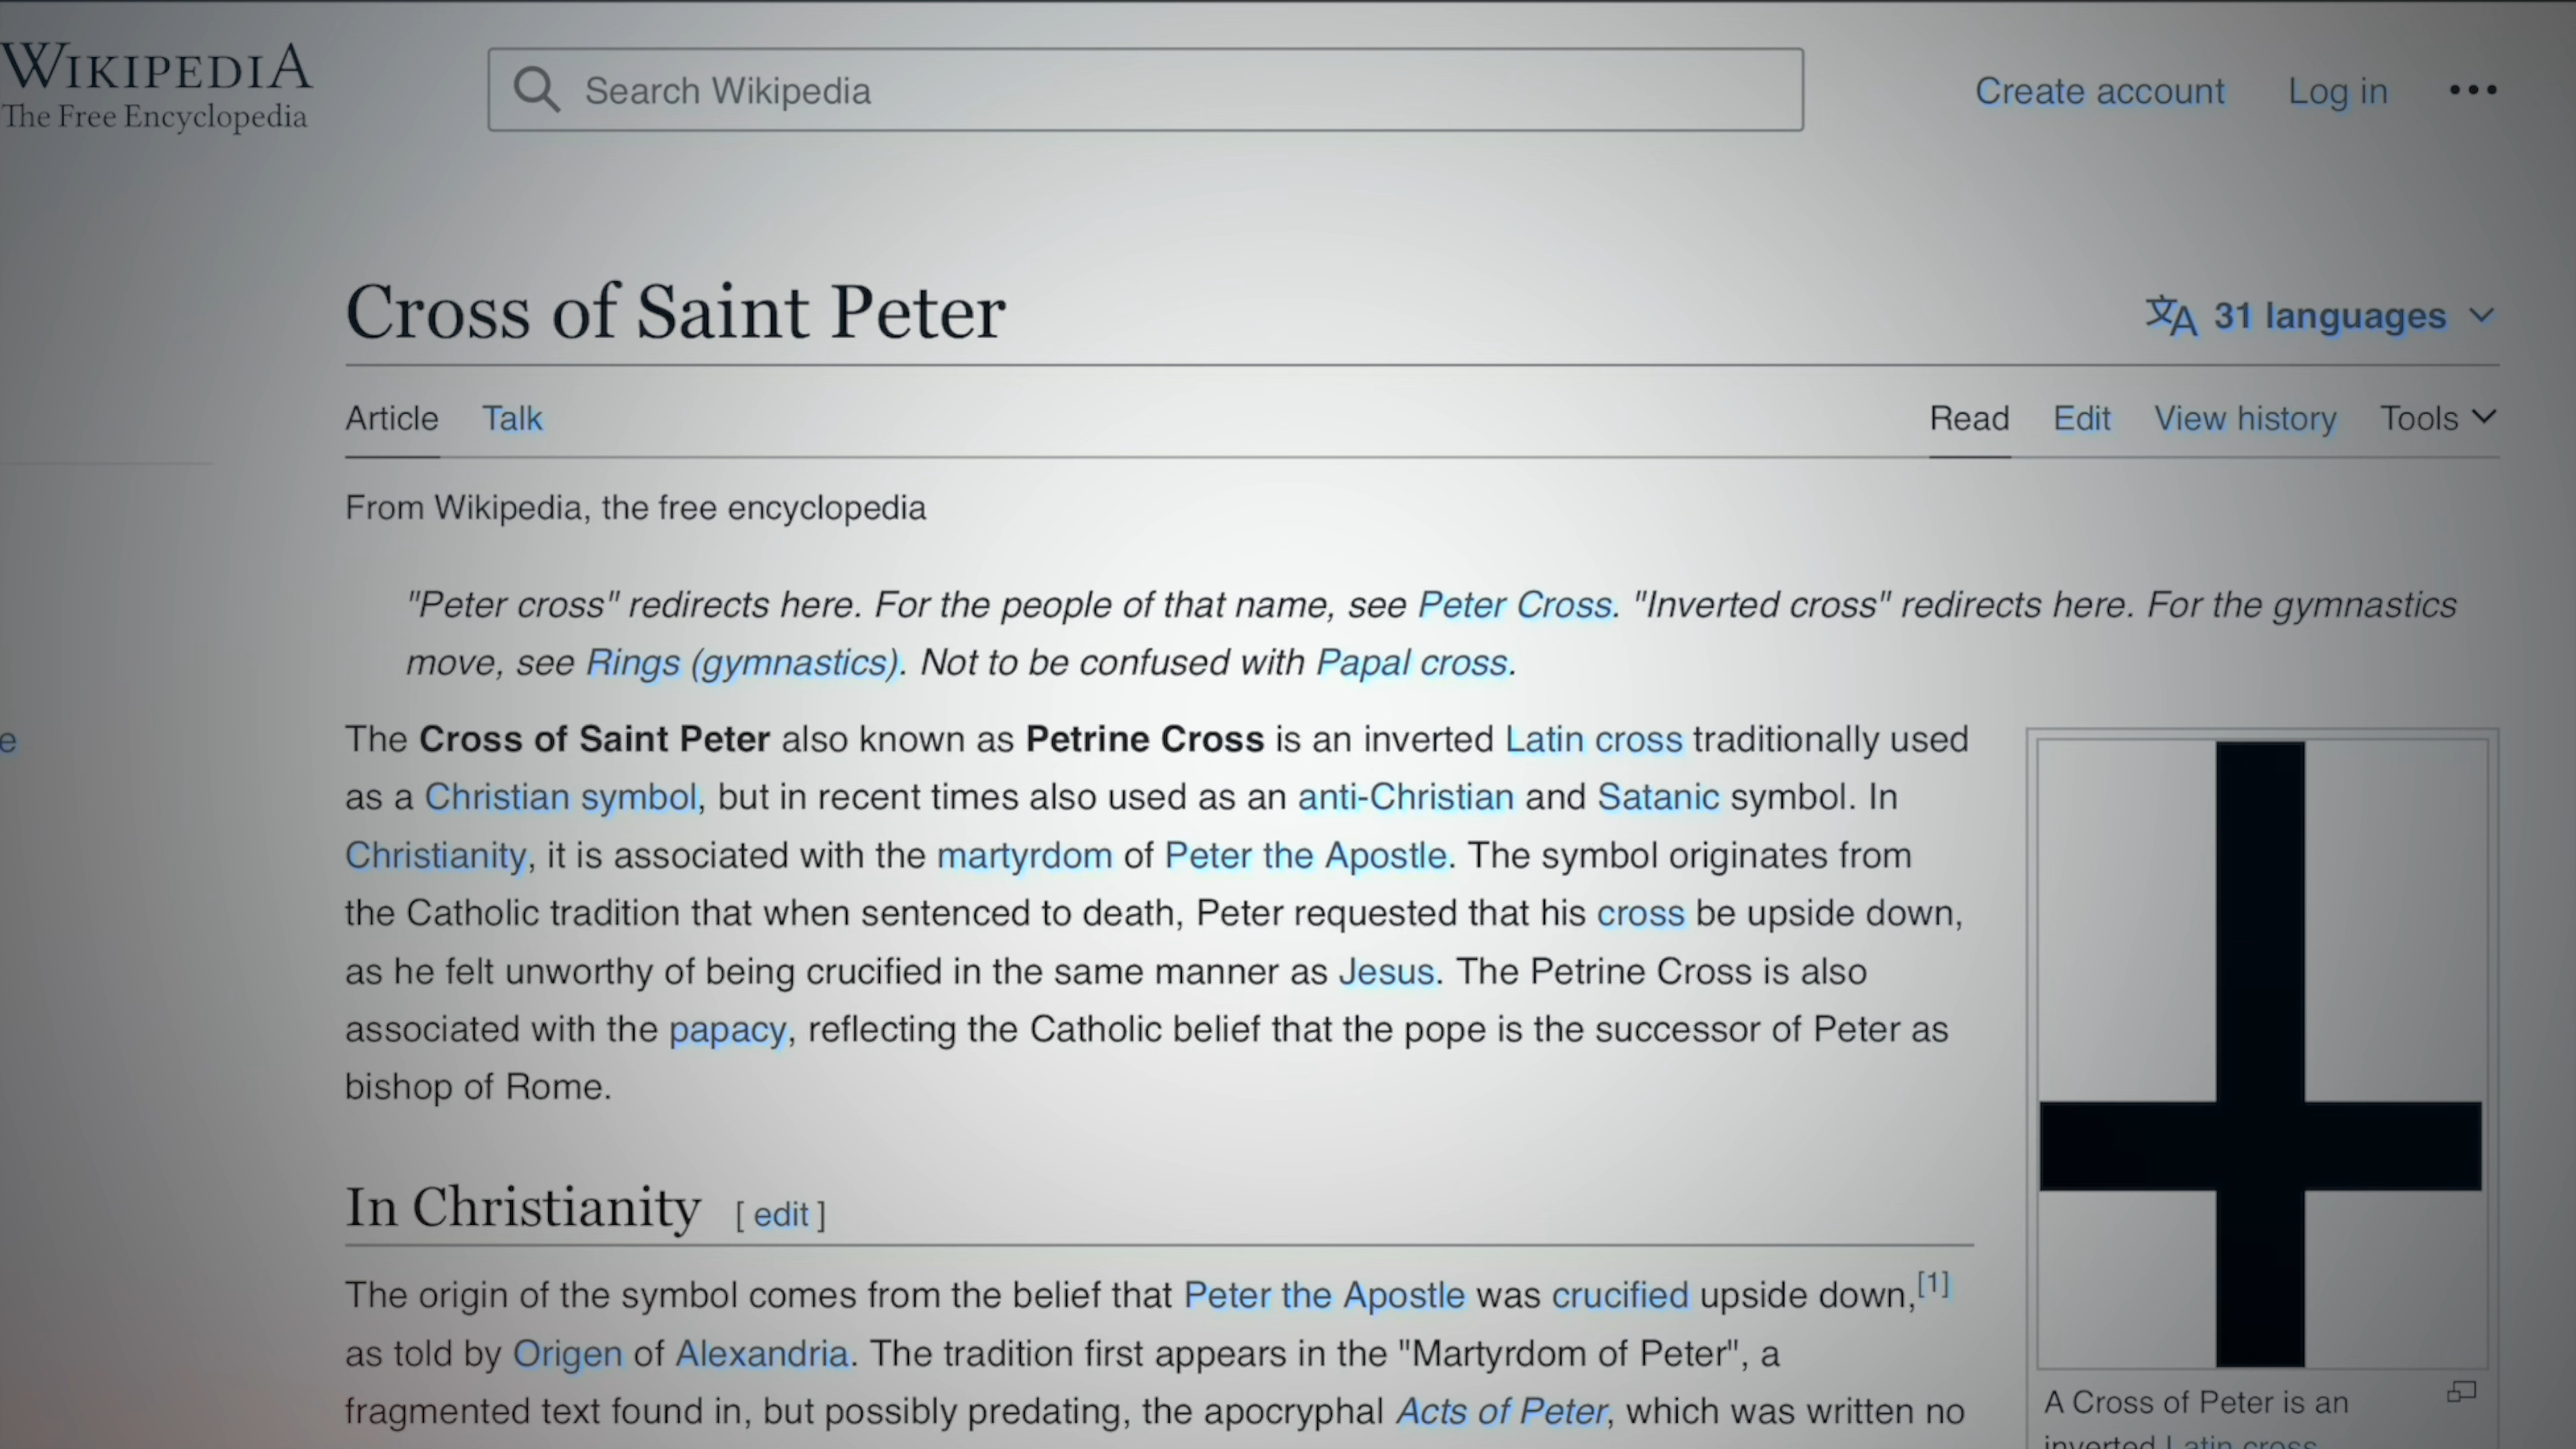 WIKIPEDIA
The Free Encyclopedia
Search Wikipedia
Create account
Log in
Cross of Saint Peter
文A 31 languages
Article Talk
Read Edit View history Tools
From Wikipedia, the free encyclopedia
"Peter cross" redirects here. For the people of that name, see Peter Cross. "Inverted cross" redirects here. For the gymnastics
move, see Rings (gymnastics). Not to be confused with Papal cross.
The Cross of Saint Peter also known as Petrine Cross is an inverted Latin cross traditionally used
as a Christian symbol, but in recent times also used as an anti-Christian and Satanic symbol. In
Christianity, it is associated with the martyrdom of Peter the Apostle. The symbol originates from
the Catholic tradition that when sentenced to death, Peter requested that his cross be upside down,
as he felt unworthy of being crucified in the same manner as Jesus. The Petrine Cross is also
associated with the papacy, reflecting the Catholic belief that the pope is the successor of Peter as
bishop of Rome.
In Christianity [ edit ]
The origin of the symbol comes from the belief that Peter the Apostle was crucified upside down,[1]
as told by Origen of Alexandria. The tradition first appears in the "Martyrdom of Peter", a
fragmented text found in, but possibly predating, the apocryphal Acts of Peter, which was written no
A Cross of Peter is an
inverted Latin cross